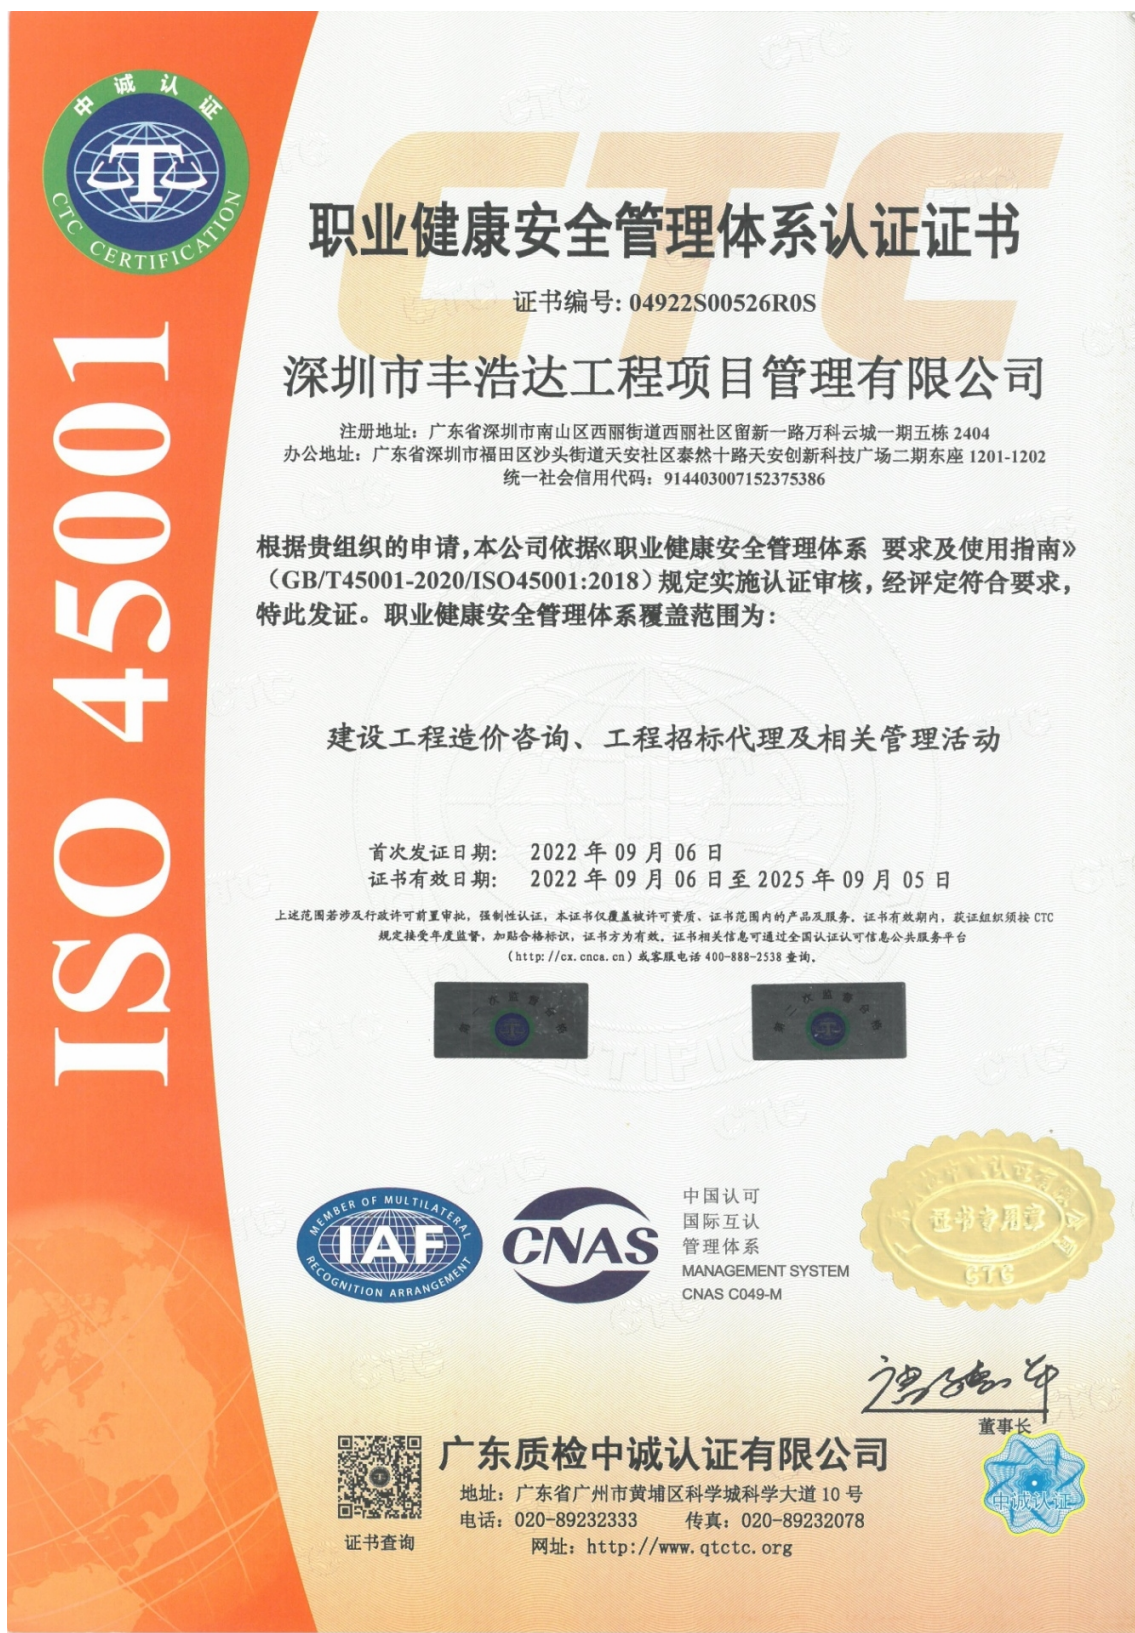 中诚认证
CTC CERTIFICATION
ISO 45001
CTC
职业健康安全管理体系认证证书
证书编号: 04922S00526R0S
深圳市丰浩达工程项目管理有限公司
注册地址：广东省深圳市南山区西丽街道西丽社区留新一路万科云城一期五栋 2404
办公地址：广东省深圳市福田区沙头街道天安社区泰然十路天安创新科技广场二期东座 1201-1202
统一社会信用代码：914403007152375386
根据贵组织的申请,本公司依据《职业健康安全管理体系 要求及使用指南》
（GB/T45001-2020/ISO45001:2018）规定实施认证审核,经评定符合要求,
特此发证。职业健康安全管理体系覆盖范围为:
建设工程造价咨询、工程招标代理及相关管理活动
首次发证日期: 2022 年 09 月 06 日
证书有效日期: 2022 年 09 月 06 日至 2025 年 09 月 05 日
上述范围若涉及行政许可前置审批，强制性认证，本证书仅覆盖被许可资质、证书范围内的产品及服务。证书有效期内，获证组织须按 CTC
规定接受年度监督，加贴合格标识，证书方为有效。证书相关信息可通过全国认证认可信息公共服务平台
（http://cx.cnca.cn）或客服电话 400-888-2538 查询。
MEMBER OF MULTILATERAL
IAF
RECOGNITION ARRANGEMENT
CNAS
中国认可
国际互认
管理体系
MANAGEMENT SYSTEM
CNAS C049-M
证书专用章
CTC
董事长
中诚认证
广东质检中诚认证有限公司
地址：广东省广州市黄埔区科学城科学大道 10 号
电话：020-89232333 传真：020-89232078
网址：http://www.qtctc.org
证书查询